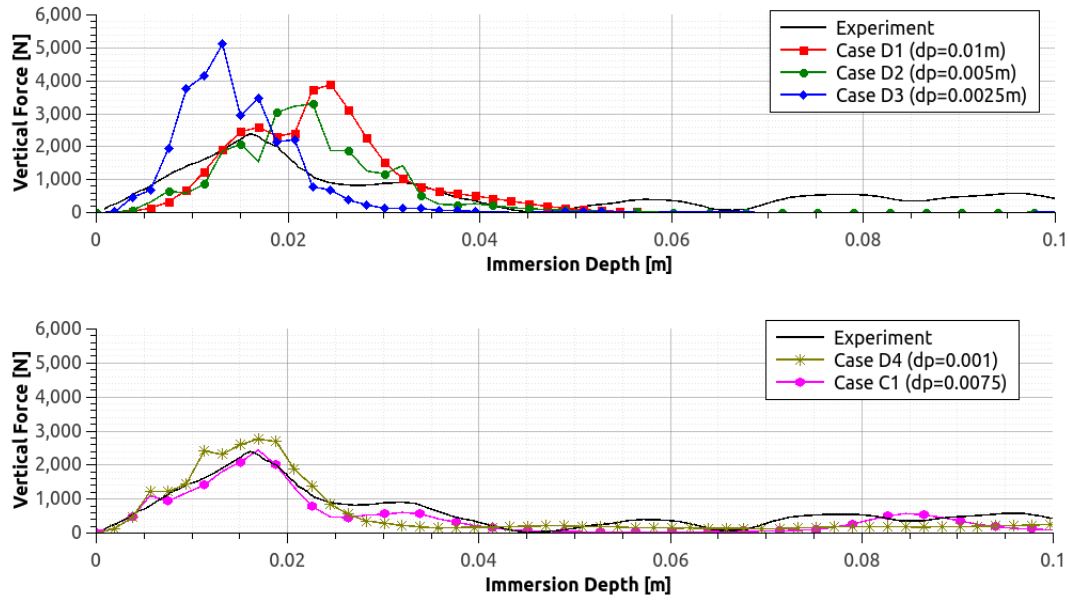 6,000
5,000
4,000
3,000
2,000
1,000
0
Vertical Force [N]
Experiment
Case D1 (dp=0.01m)
Case D2 (dp=0.005m)
Case D3 (dp=0.0025m)
0 0.02 0.04 0.06 0.08 0.1
Immersion Depth [m]
6,000
5,000
4,000
3,000
2,000
1,000
0
Vertical Force [N]
Experiment
Case D4 (dp=0.001)
Case C1 (dp=0.0075)
0 0.02 0.04 0.06 0.08 0.1
Immersion Depth [m]